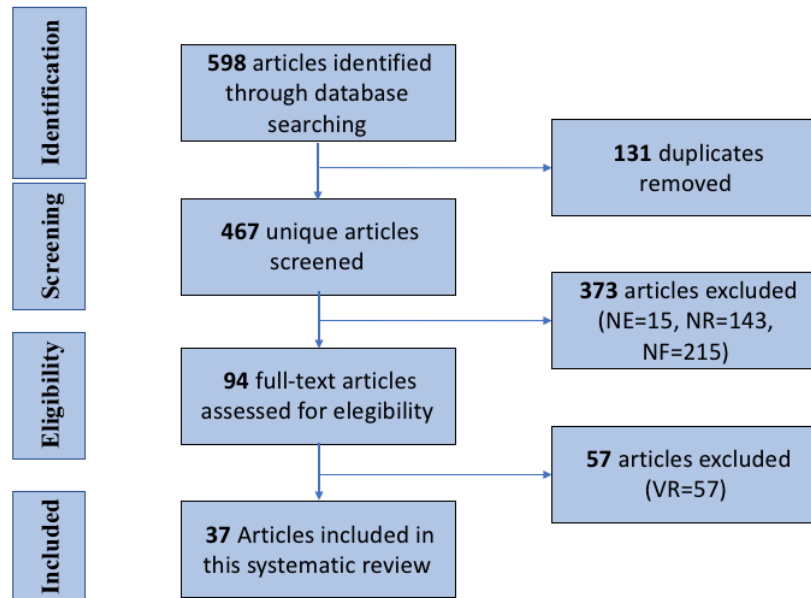 Identification
598 articles identified
through database
searching
131 duplicates
removed
Screening
467 unique articles
screened
373 articles excluded
(NE=15, NR=143,
NF=215)
Eligibility
94 full-text articles
assessed for elegibility
57 articles excluded
(VR=57)
Included
37 Articles included in
this systematic review